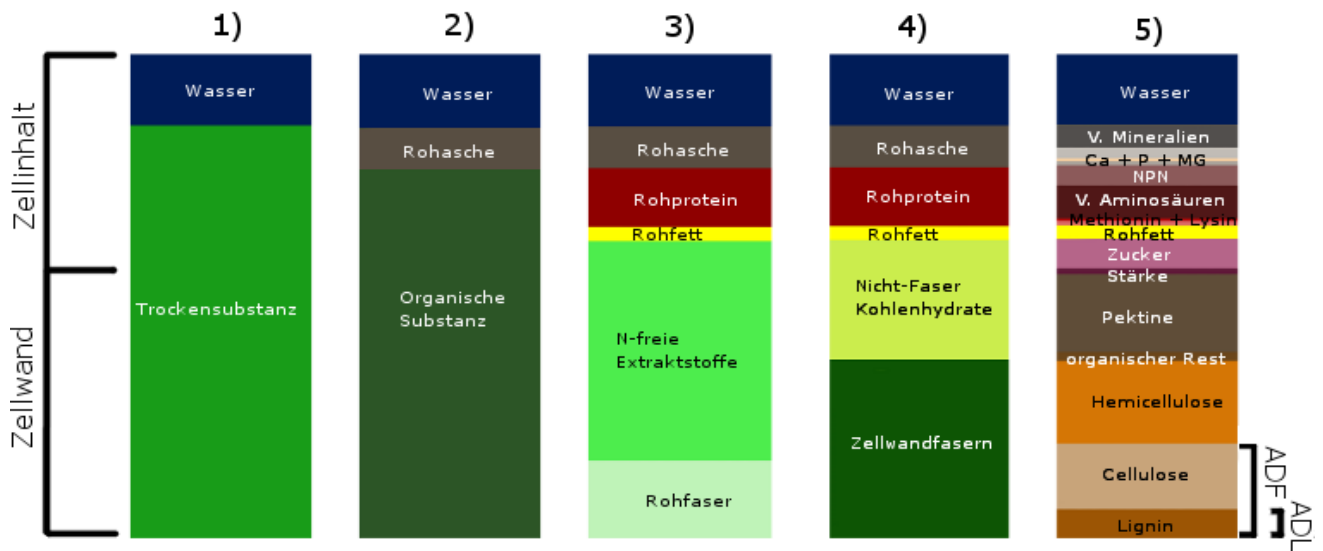 1)
2)
3)
4)
5)
Zellinhalt
Zellwand
Wasser
Trockensubstanz
Wasser
Rohasche
Organische
Substanz
Wasser
Rohasche
Rohprotein
Rohfett
N-freie
Extraktstoffe
Rohfaser
Wasser
Rohasche
Rohprotein
Rohfett
Nicht-Faser
Kohlenhydrate
Zellwandfasern
Wasser
V. Mineralien
Ca + P + MG
NPN
V. Aminosäuren
Methionin + Lysin
Rohfett
Zucker
Stärke
Pektine
organischer Rest
Hemicellulose
Cellulose
Lignin
ADF
ADL